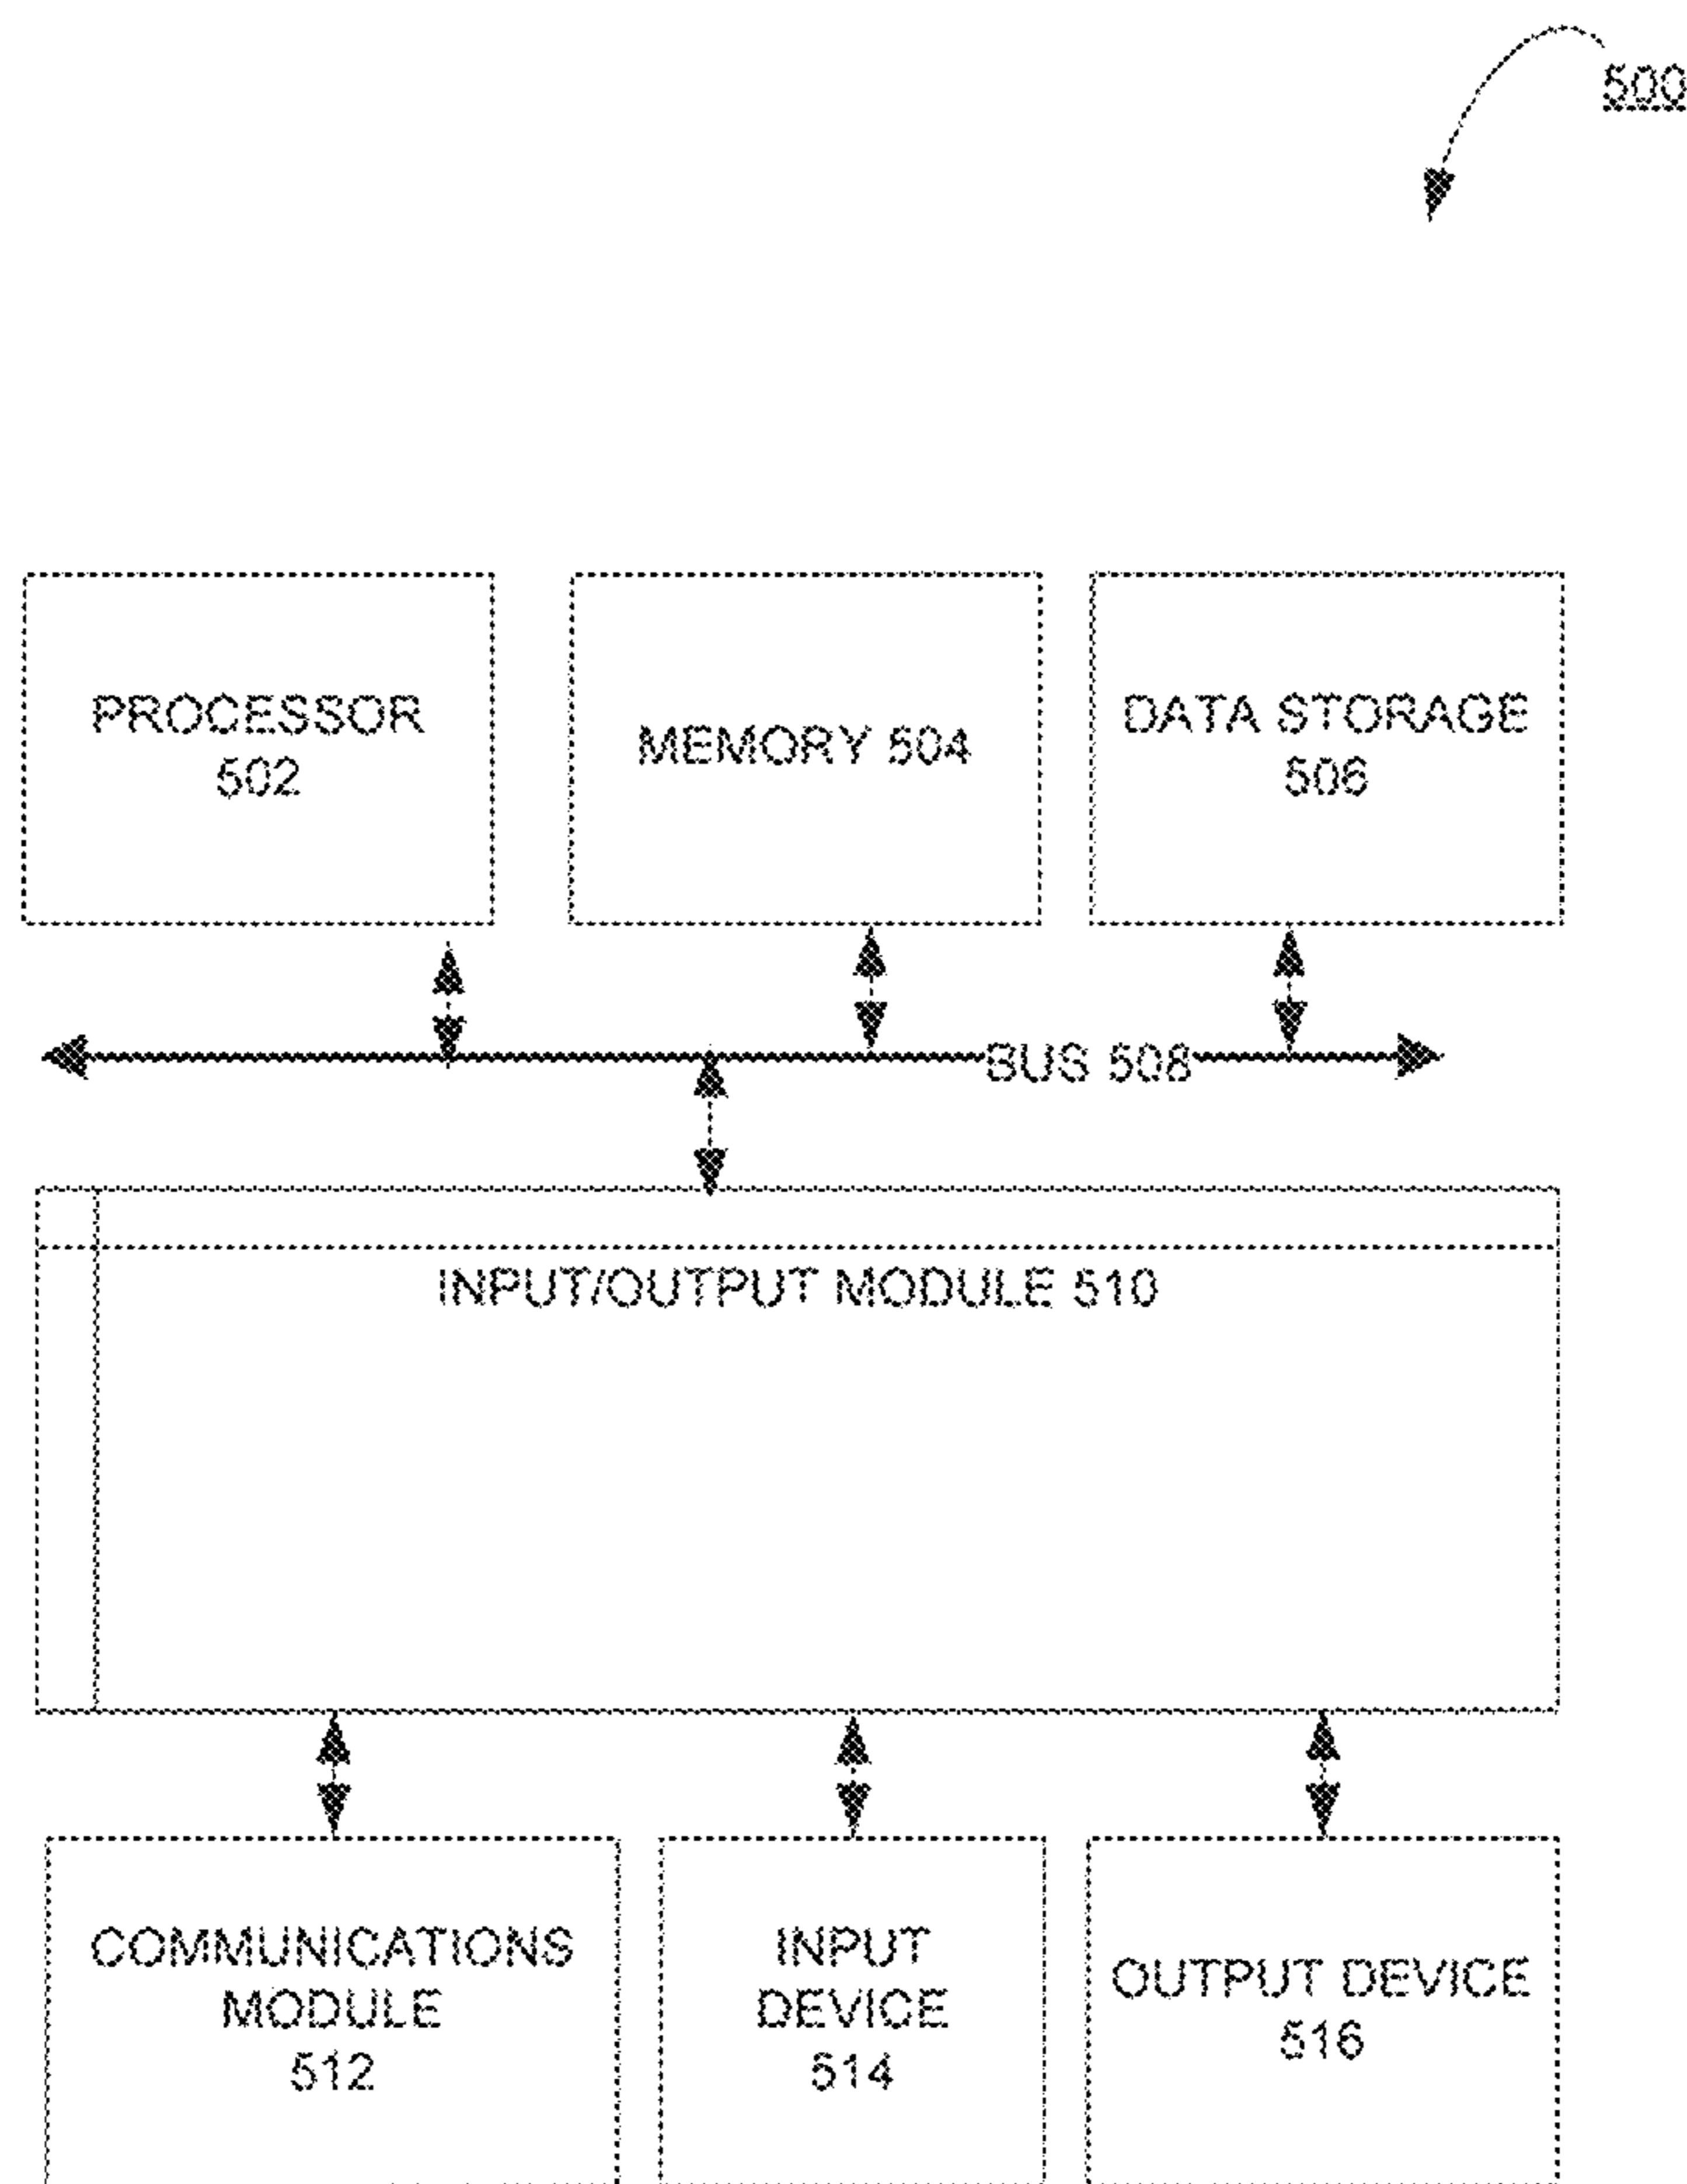 500
PROCESSOR
502
MEMORY 504
DATA STORAGE
506
BUS 508
INPUT/OUTPUT MODULE 510
COMMUNICATIONS
MODULE
512
INPUT
DEVICE
514
OUTPUT DEVICE
516